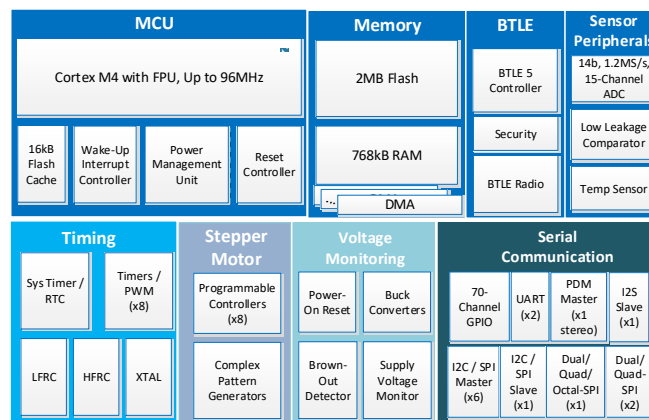 MCU
Cortex M4 with FPU, Up to 96MHz
16kB
Flash
Cache
Wake-Up
Interrupt
Controller
Power
Management
Unit
Reset
Controller
Memory
2MB Flash
768kB RAM
DMA
BTLE
BTLE 5
Controller
Security
BTLE Radio
Sensor
Peripherals
14b, 1.2MS/s,
15-Channel
ADC
Low Leakage
Comparator
Temp Sensor
Timing
Sys Timer /
RTC
Timers /
PWM
(x8)
LFRC
HFRC
XTAL
Stepper
Motor
Programmable
Controllers
(x8)
Complex
Pattern
Generators
Voltage
Monitoring
Power-
On Reset
Buck
Converters
Brown-
Out
Detector
Supply
Voltage
Monitor
Serial
Communication
70-
Channel
GPIO
UART
(x2)
PDM
Master
(x1
stereo)
I2S
Slave
(x1)
I2C / SPI
Master
(x6)
I2C /
SPI
Slave
(x1)
Dual/
Quad/
Octal-SPI
(x1)
Dual/
Quad-
SPI
(x2)